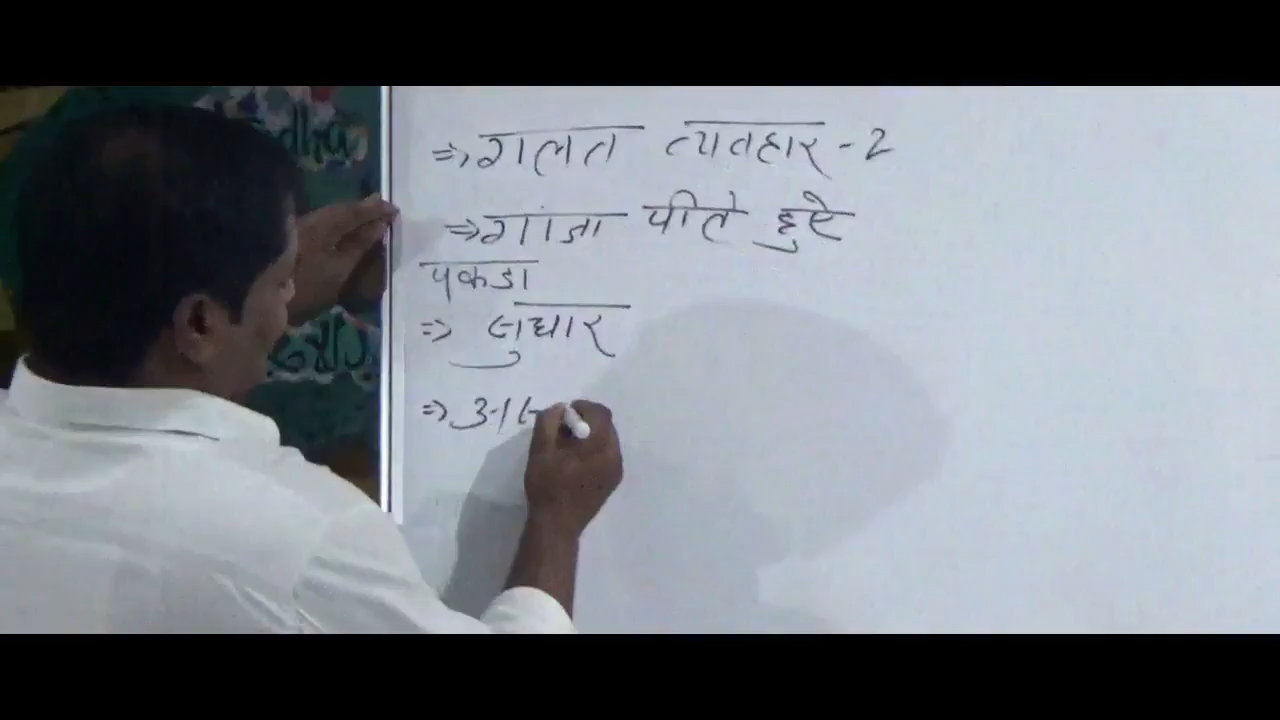 ⇒ गलत व्यवहार - 2
⇒ गांजा पीते हुऐ
पकडा
⇒ सुधार
⇒